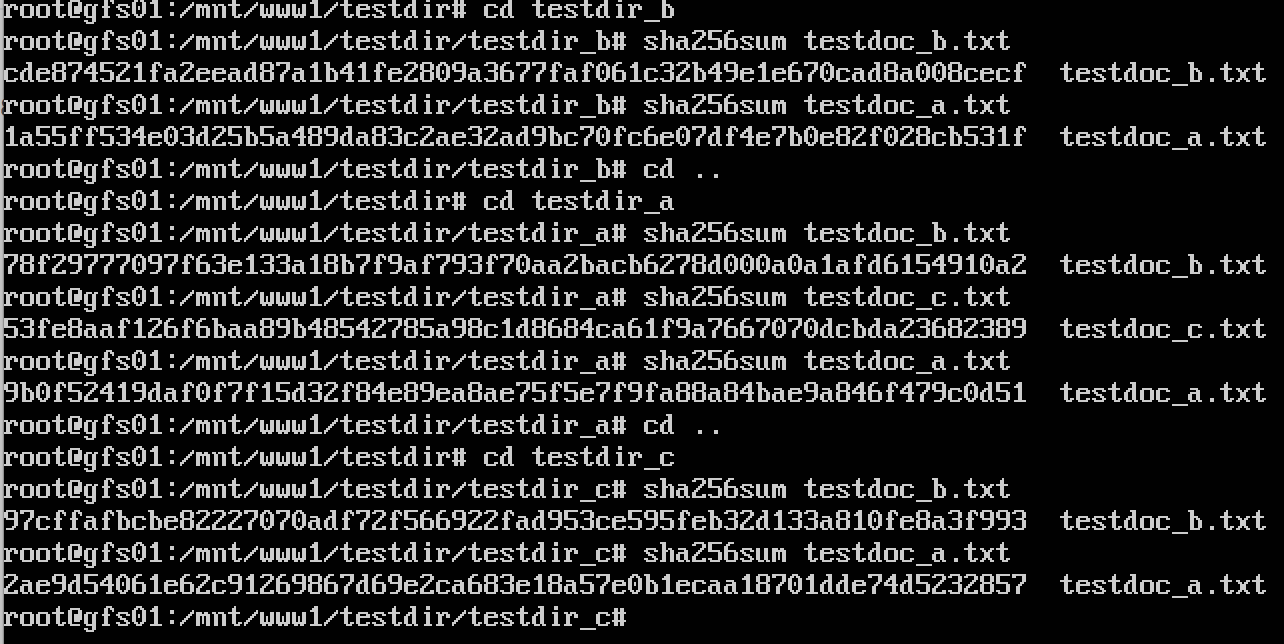 root@gfs01:/mnt/www1/testdir# cd testdir_b
root@gfs01:/mnt/www1/testdir/testdir_b# sha256sum testdoc_b.txt
cde874521fa2eead87a1b41fe2809a3677faf061c32b49e1e670cad8a008cecf  testdoc_b.txt
root@gfs01:/mnt/www1/testdir/testdir_b# sha256sum testdoc_a.txt
1a55ff534e03d25b5a489da83c2ae32ad9bc70fc6e07df4e7b0e82f028cb531f  testdoc_a.txt
root@gfs01:/mnt/www1/testdir/testdir_b# cd ..
root@gfs01:/mnt/www1/testdir# cd testdir_a
root@gfs01:/mnt/www1/testdir/testdir_a# sha256sum testdoc_b.txt
78f29777097f63e133a18b7f9af793f70aa2bacb6278d000a0a1afd6154910a2  testdoc_b.txt
root@gfs01:/mnt/www1/testdir/testdir_a# sha256sum testdoc_c.txt
53fe8aaf126f6baa89b48542785a98c1d8684ca61f9a7667070dcbda23682389  testdoc_c.txt
root@gfs01:/mnt/www1/testdir/testdir_a# sha256sum testdoc_a.txt
9b0f52419daf0f7f15d32f84e89ea8ae75f5e7f9fa88a84bae9a846f479c0d51  testdoc_a.txt
root@gfs01:/mnt/www1/testdir/testdir_a# cd ..
root@gfs01:/mnt/www1/testdir# cd testdir_c
root@gfs01:/mnt/www1/testdir/testdir_c# sha256sum testdoc_b.txt
97cffafbcbe82227070adf72f566922fad953ce595feb32d133a810fe8a3f993  testdoc_b.txt
root@gfs01:/mnt/www1/testdir/testdir_c# sha256sum testdoc_a.txt
2ae9d54061e62c91269867d69e2ca683e18a57e0b1ecaa18701dde74d5232857  testdoc_a.txt
root@gfs01:/mnt/www1/testdir/testdir_c#